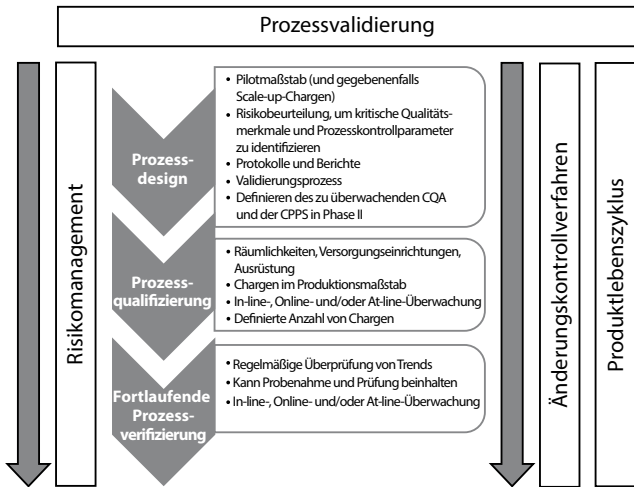 Prozessvalidierung
Risikomanagement
Prozess-
design
• Pilotmaßstab (und gegebenenfalls
Scale-up-Chargen)
• Risikobeurteilung, um kritische Qualitäts-
merkmale und Prozesskontrollparameter
zu identifizieren
• Protokolle und Berichte
• Validierungsprozess
• Definieren des zu überwachenden CQA
und der CPPS in Phase II
Prozess-
qualifizierung
• Räumlichkeiten, Versorgungseinrichtungen,
Ausrüstung
• Chargen im Produktionsmaßstab
• In-line-, Online- und/oder At-line-Überwachung
• Definierte Anzahl von Chargen
Fortlaufende
Prozess-
verifizierung
• Regelmäßige Überprüfung von Trends
• Kann Probenahme und Prüfung beinhalten
• In-line-, Online- und/oder At-line-Überwachung
Änderungskontrollverfahren
Produktlebenszyklus